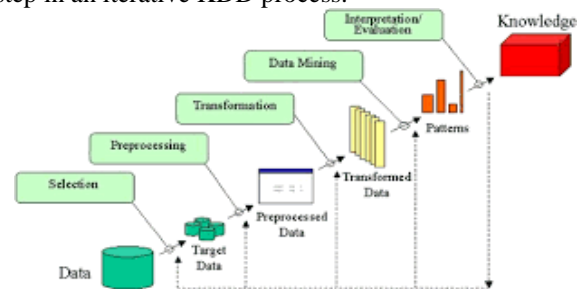 step in an iterative KDD process.
Interpretation/
Evaluation
Knowledge
Data Mining
Transformation
Patterns
Preprocessing
Transformed
Data
Selection
Preprocessed
Data
Target
Data
Data